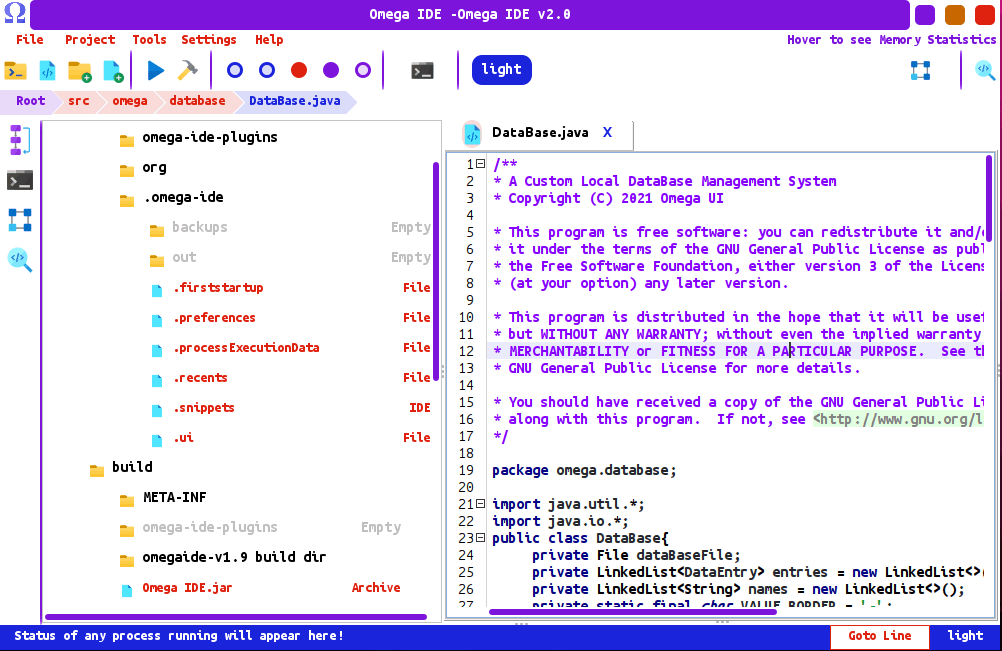 Omega IDE -Omega IDE v2.0
File Project Tools Settings Help
Hover to see Memory Statistics
light
Root src omega database DataBase.java
omega-ide-plugins
org
.omega-ide
backups Empty
out Empty
.firststartup File
.preferences File
.processExecutionData File
.recents File
.snippets IDE
.ui File
build
META-INF
omega-ide-plugins Empty
omegaide-v1.9 build dir
Omega IDE.jar Archive
DataBase.java X
1 /**
2 * A Custom Local DataBase Management System
3 * Copyright (C) 2021 Omega UI
4
5 * This program is free software: you can redistribute it and/
6 * it under the terms of the GNU General Public License as publ
7 * the Free Software Foundation, either version 3 of the Licens
8 * (at your option) any later version.
9
10 * This program is distributed in the hope that it will be usef
11 * but WITHOUT ANY WARRANTY; without even the implied warranty
12 * MERCHANTABILITY or FITNESS FOR A PARTICULAR PURPOSE.  See th
13 * GNU General Public License for more details.
14
15 * You should have received a copy of the GNU General Public Li
16 * along with this program.  If not, see <http://www.gnu.org/l
17 */
18
19 package omega.database;
20
21 import java.util.*;
22 import java.io.*;
23 public class DataBase{
24 private File dataBaseFile;
25 private LinkedList<DataEntry> entries = new LinkedList<>(
26 private LinkedList<String> names = new LinkedList<>();
27 private static final char VALUE_BORDER = '-';
Status of any process running will appear here!
Goto Line
light